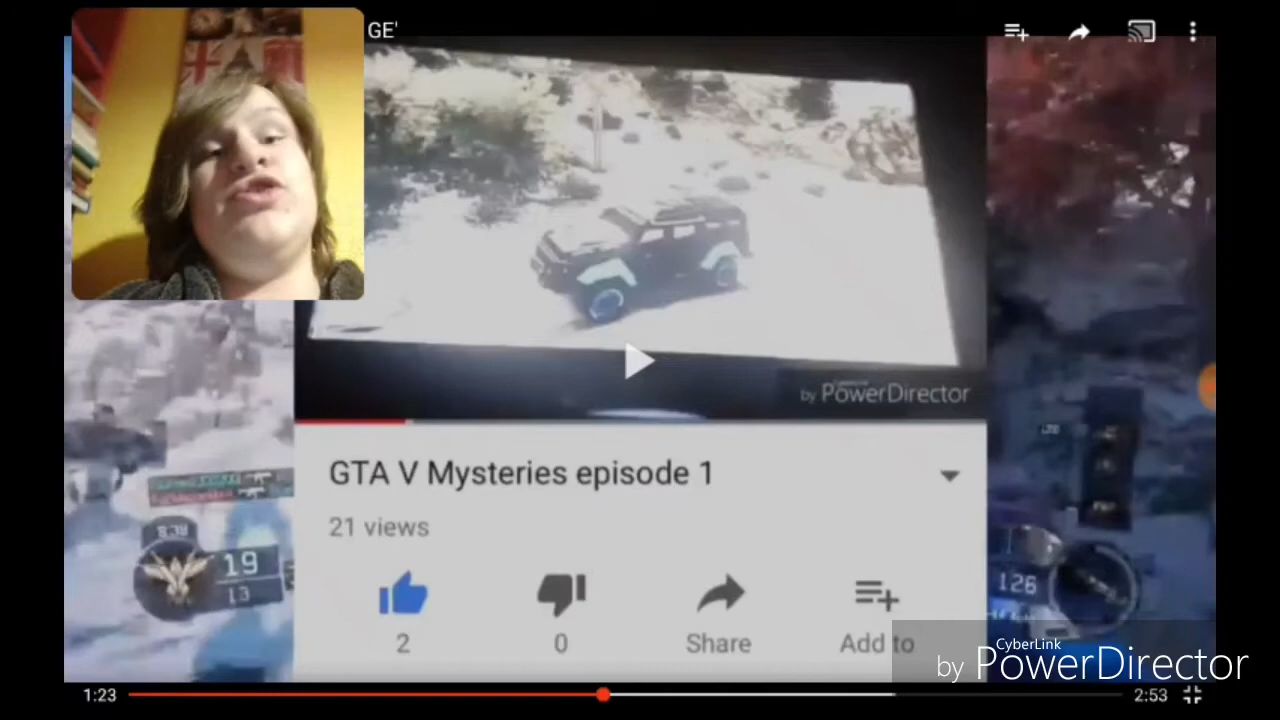 GE'
by PowerDirector
GTA V Mysteries episode 1
21 views
2
0
Share
Add to
19
13
126
CyberLink
by PowerDirector
1:23
2:53